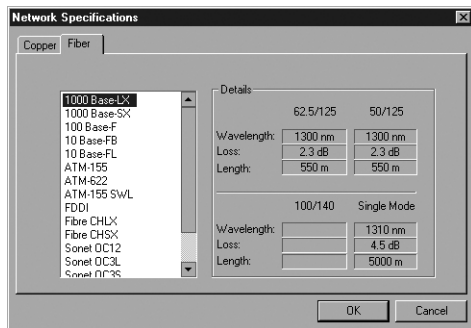 Network Specifications
Copper
Fiber
1000 Base-LX
1000 Base-SX
100 Base-F
10 Base-FB
10 Base-FL
ATM-155
ATM-622
ATM-155 SWL
FDDI
Fibre CHLX
Fibre CHSX
Sonet OC12
Sonet OC3L
Sonet OC3S
Details
62.5/125 50/125
Wavelength: 1300 nm 1300 nm
Loss: 2.3 dB 2.3 dB
Length: 550 m 550 m
100/140 Single Mode
Wavelength: 1310 nm
Loss: 4.5 dB
Length: 5000 m
OK
Cancel